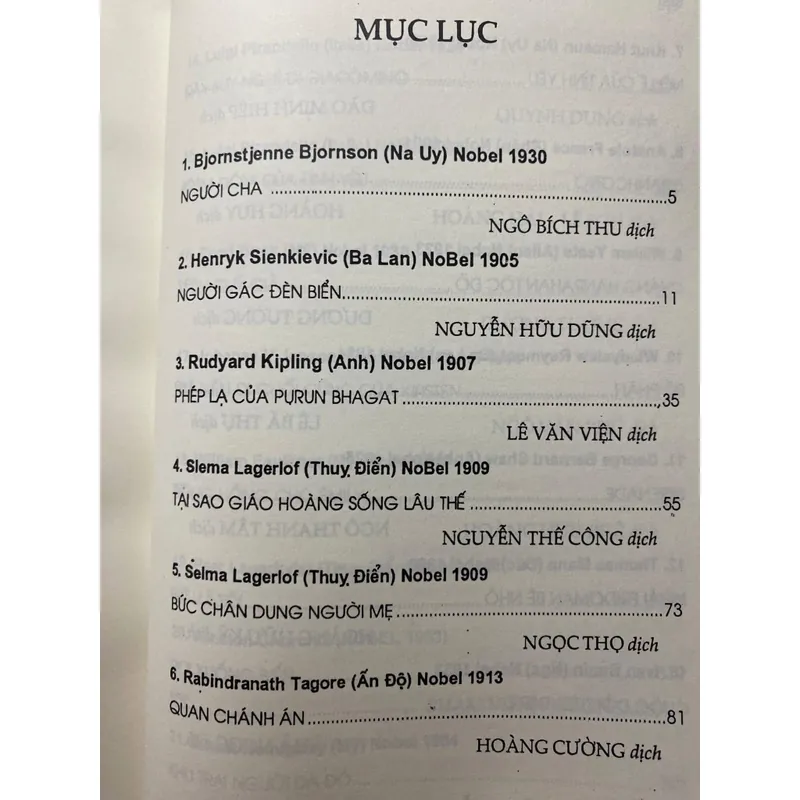 MỤC LỤC
1. Bjornstjenne Bjornson (Na Uy) Nobel 1930
NGƯỜI CHA ........ 5
NGÔ BÍCH THU dịch
2. Henryk Sienkievic (Ba Lan) NoBel 1905
NGƯỜI GÁC ĐÈN BIỂN........ 11
NGUYỄN HỮU DŨNG dịch
3. Rudyard Kipling (Anh) Nobel 1907
PHÉP LẠ CỦA PURUN BHAGAT........ 35
LÊ VĂN VIỆN dịch
4. Slema Lagerlof (Thuỵ Điển) NoBel 1909
TẠI SAO GIÁO HOÀNG SỐNG LÂU THẾ ........ 55
NGUYỄN THẾ CÔNG dịch
5. Selma Lagerlof (Thuỵ Điển) Nobel 1909
BỨC CHÂN DUNG NGƯỜI MẸ........ 73
NGỌC THỌ dịch
6. Rabindranath Tagore (Ấn Độ) Nobel 1913
QUAN CHÁNH ÁN........ 81
HOÀNG CƯỜNG dịch